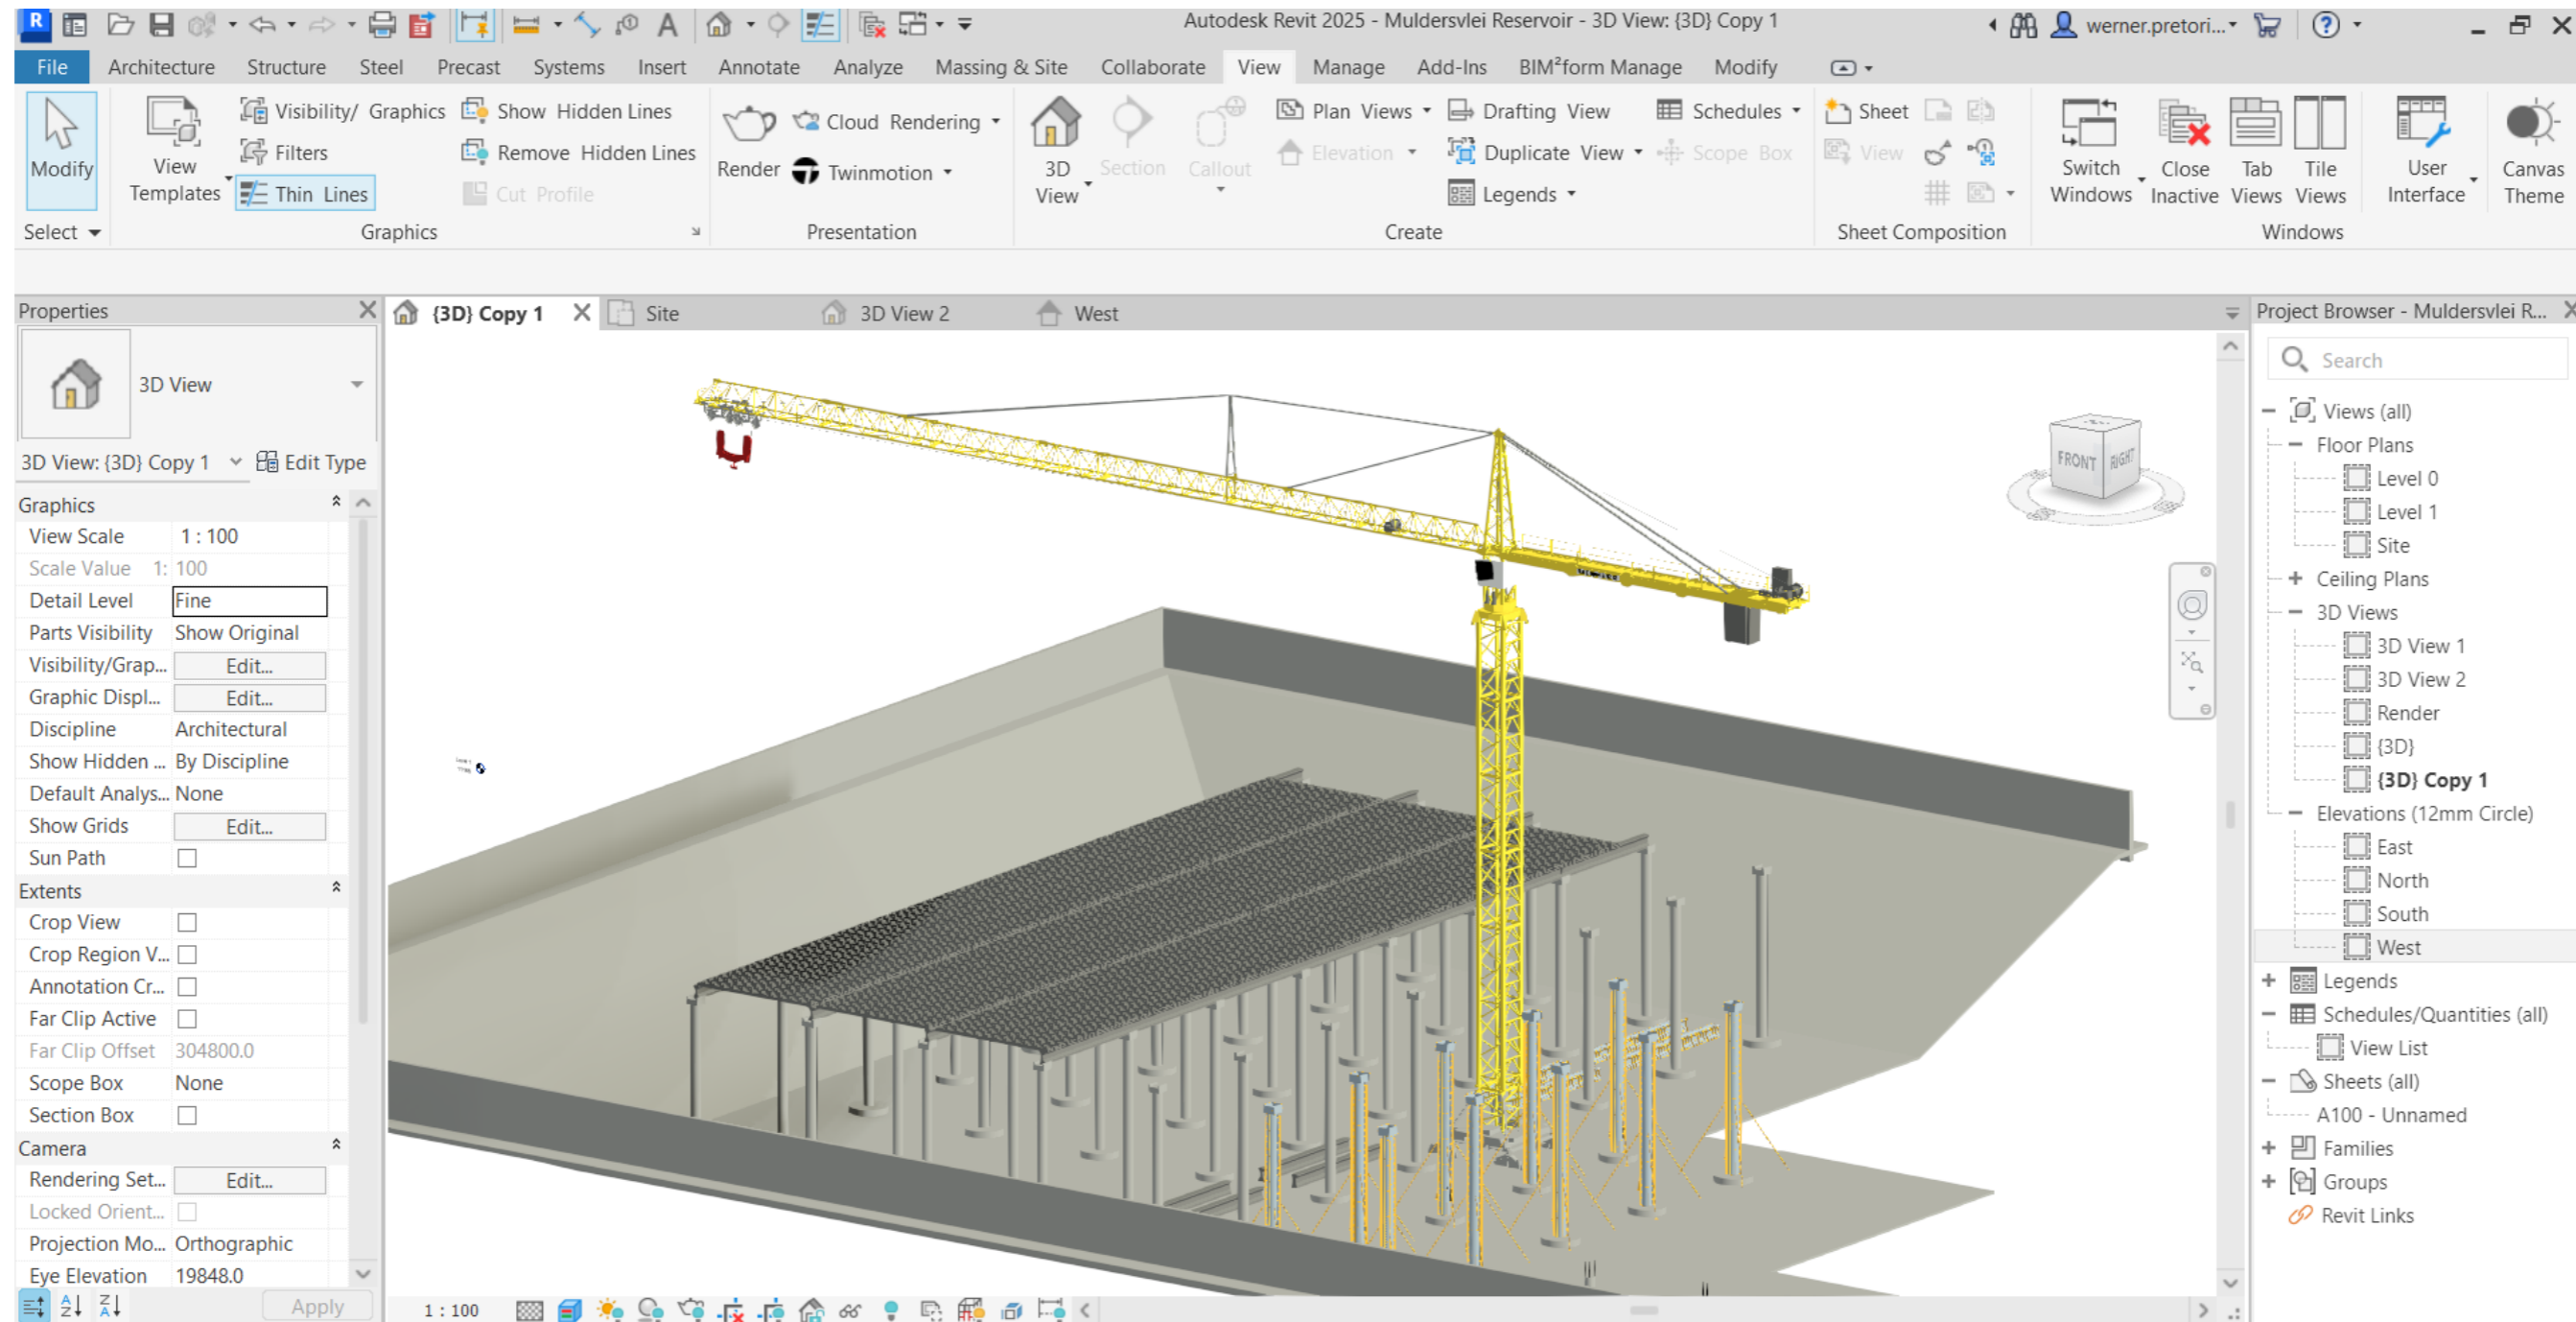 R
A
Autodesk Revit 2025 - Muldersvlei Reservoir - 3D View: {3D} Copy 1
werner.pretori...
?
File Architecture Structure Steel Precast Systems Insert Annotate Analyze Massing & Site Collaborate View Manage Add-Ins BIM²form Manage Modify
Modify
View Templates
Visibility/ Graphics
Filters
Thin Lines
Show Hidden Lines
Remove Hidden Lines
Cut Profile
Render
Cloud Rendering
Twinmotion
3D View
Section
Callout
Plan Views
Elevation
Drafting View
Duplicate View
Legends
Schedules
Scope Box
Sheet
View
Switch Windows
Close Inactive
Tab Views
Tile Views
User Interface
Canvas Theme
Select Graphics Presentation Create Sheet Composition Windows
Properties
3D View
3D View: {3D} Copy 1 Edit Type
Graphics
View Scale 1 : 100
Scale Value 1: 100
Detail Level Fine
Parts Visibility Show Original
Visibility/Grap... Edit...
Graphic Displ... Edit...
Discipline Architectural
Show Hidden ... By Discipline
Default Analys... None
Show Grids Edit...
Sun Path
Extents
Crop View
Crop Region V...
Annotation Cr...
Far Clip Active
Far Clip Offset 304800.0
Scope Box None
Section Box
Camera
Rendering Set... Edit...
Locked Orient...
Projection Mo... Orthographic
Eye Elevation 19848.0
Apply
{3D} Copy 1 Site 3D View 2 West
FRONT RIGHT
1 : 100
Project Browser - Muldersvlei R...
Search
Views (all)
Floor Plans
Level 0
Level 1
Site
Ceiling Plans
3D Views
3D View 1
3D View 2
Render
{3D}
{3D} Copy 1
Elevations (12mm Circle)
East
North
South
West
Legends
Schedules/Quantities (all)
View List
Sheets (all)
A100 - Unnamed
Families
Groups
Revit Links